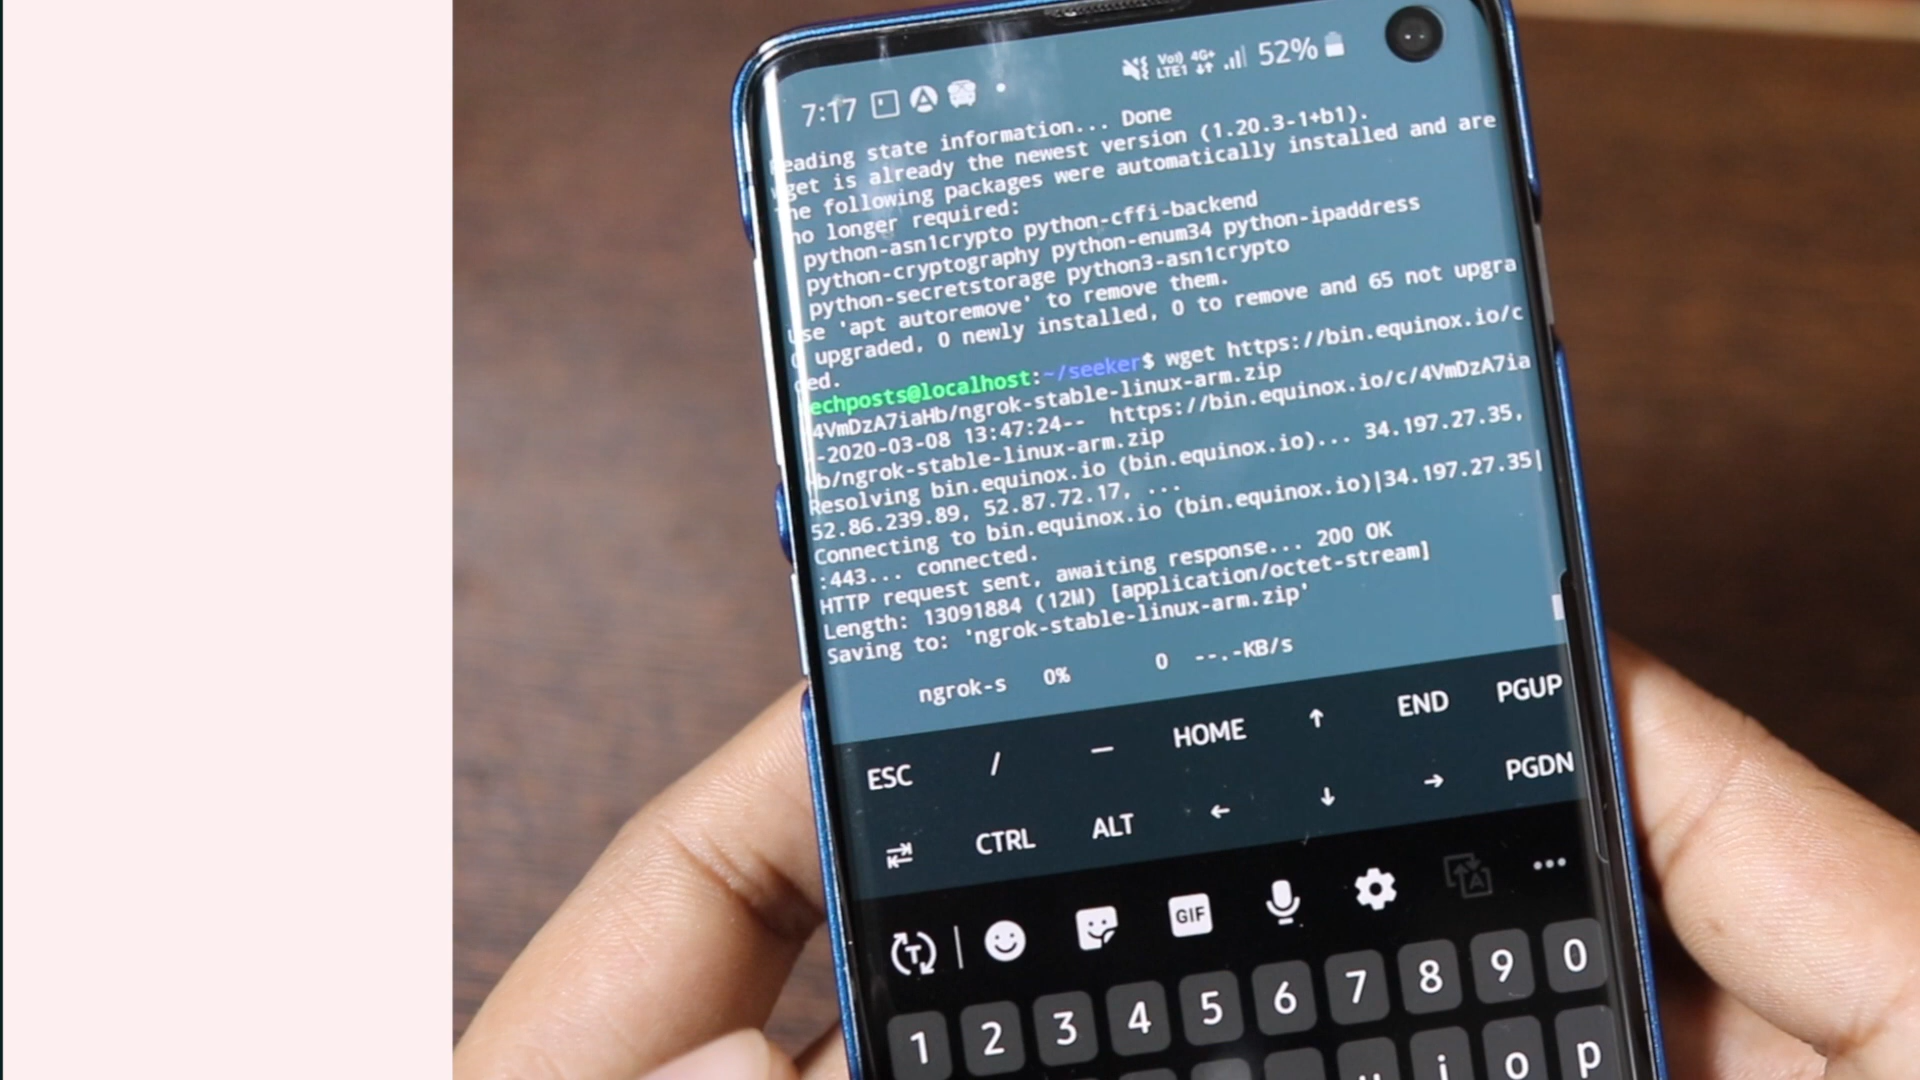 7:17 Vo) LTE1 4G+ 52%
eading state information... Done
get is already the newest version (1.20.3-1+b1).
he following packages were automatically installed and are
no longer required:
python-asn1crypto python-cffi-backend
python-cryptography python-enum34 python-ipaddress
python-secretstorage python3-asn1crypto
use 'apt autoremove' to remove them.
0 upgraded, 0 newly installed, 0 to remove and 65 not upgra
ded.
echposts@localhost:~/seeker$ wget https://bin.equinox.io/c
4VmDzA7iaHb/ngrok-stable-linux-arm.zip
-2020-03-08 13:47:24-- https://bin.equinox.io/c/4VmDzA7ia
b/ngrok-stable-linux-arm.zip
Resolving bin.equinox.io (bin.equinox.io)... 34.197.27.35,
52.86.239.89, 52.87.72.17, ...
Connecting to bin.equinox.io (bin.equinox.io)|34.197.27.35|
:443... connected.
HTTP request sent, awaiting response... 200 OK
Length: 13091884 (12M) [application/octet-stream]
Saving to: 'ngrok-stable-linux-arm.zip'
ngrok-s 0% 0 --.-KB/s
ESC / — HOME ↑ END PGUP
CTRL ALT ← ↓ → PGDN
T GIF A
1 2 3 4 5 6 7 8 9 0
u i o p